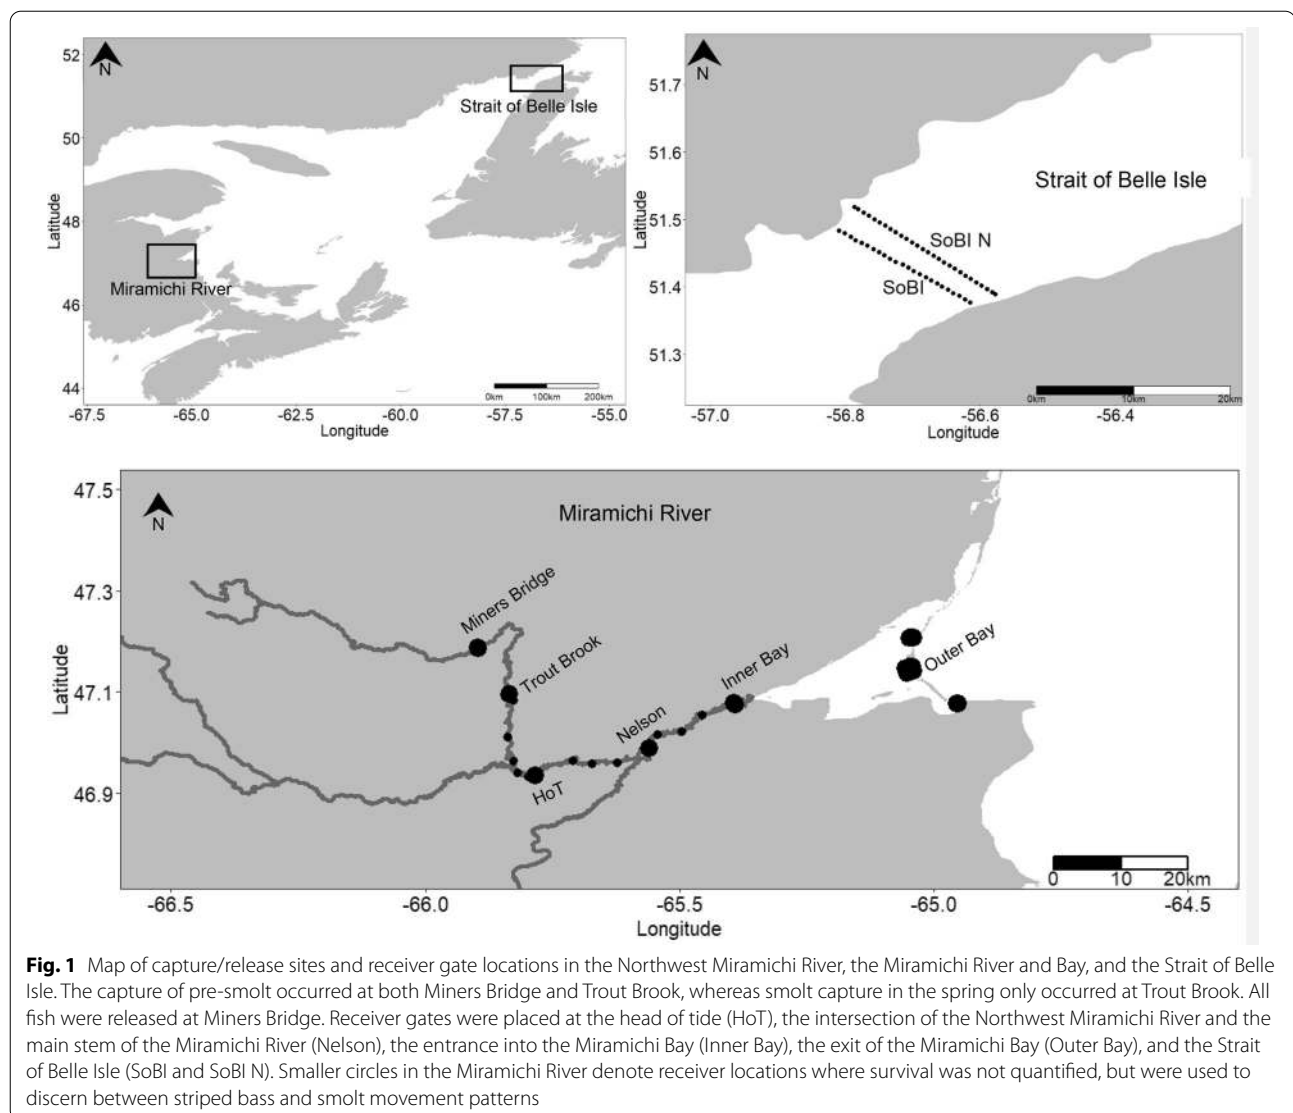 52
50
48
46
44
Latitude
N
Strait of Belle Isle
Miramichi River
0km 100km 200km
-67.5 -65.0 -62.5 -60.0 -57.5 -55.0
Longitude
51.7
51.6
51.5
51.4
51.3
Latitude
N
Strait of Belle Isle
SoBI N
SoBI
0km 10km 20km
-57.0 -56.8 -56.6 -56.4
Longitude
47.5
47.3
47.1
46.9
Latitude
N
Miramichi River
Miners Bridge
Trout Brook
Outer Bay
Inner Bay
Nelson
HoT
0 10 20km
-66.5 -66.0 -65.5 -65.0 -64.5
Longitude
Fig. 1 Map of capture/release sites and receiver gate locations in the Northwest Miramichi River, the Miramichi River and Bay, and the Strait of Belle
Isle. The capture of pre-smolt occurred at both Miners Bridge and Trout Brook, whereas smolt capture in the spring only occurred at Trout Brook. All
fish were released at Miners Bridge. Receiver gates were placed at the head of tide (HoT), the intersection of the Northwest Miramichi River and the
main stem of the Miramichi River (Nelson), the entrance into the Miramichi Bay (Inner Bay), the exit of the Miramichi Bay (Outer Bay), and the Strait
of Belle Isle (SoBI and SoBI N). Smaller circles in the Miramichi River denote receiver locations where survival was not quantified, but were used to
discern between striped bass and smolt movement patterns